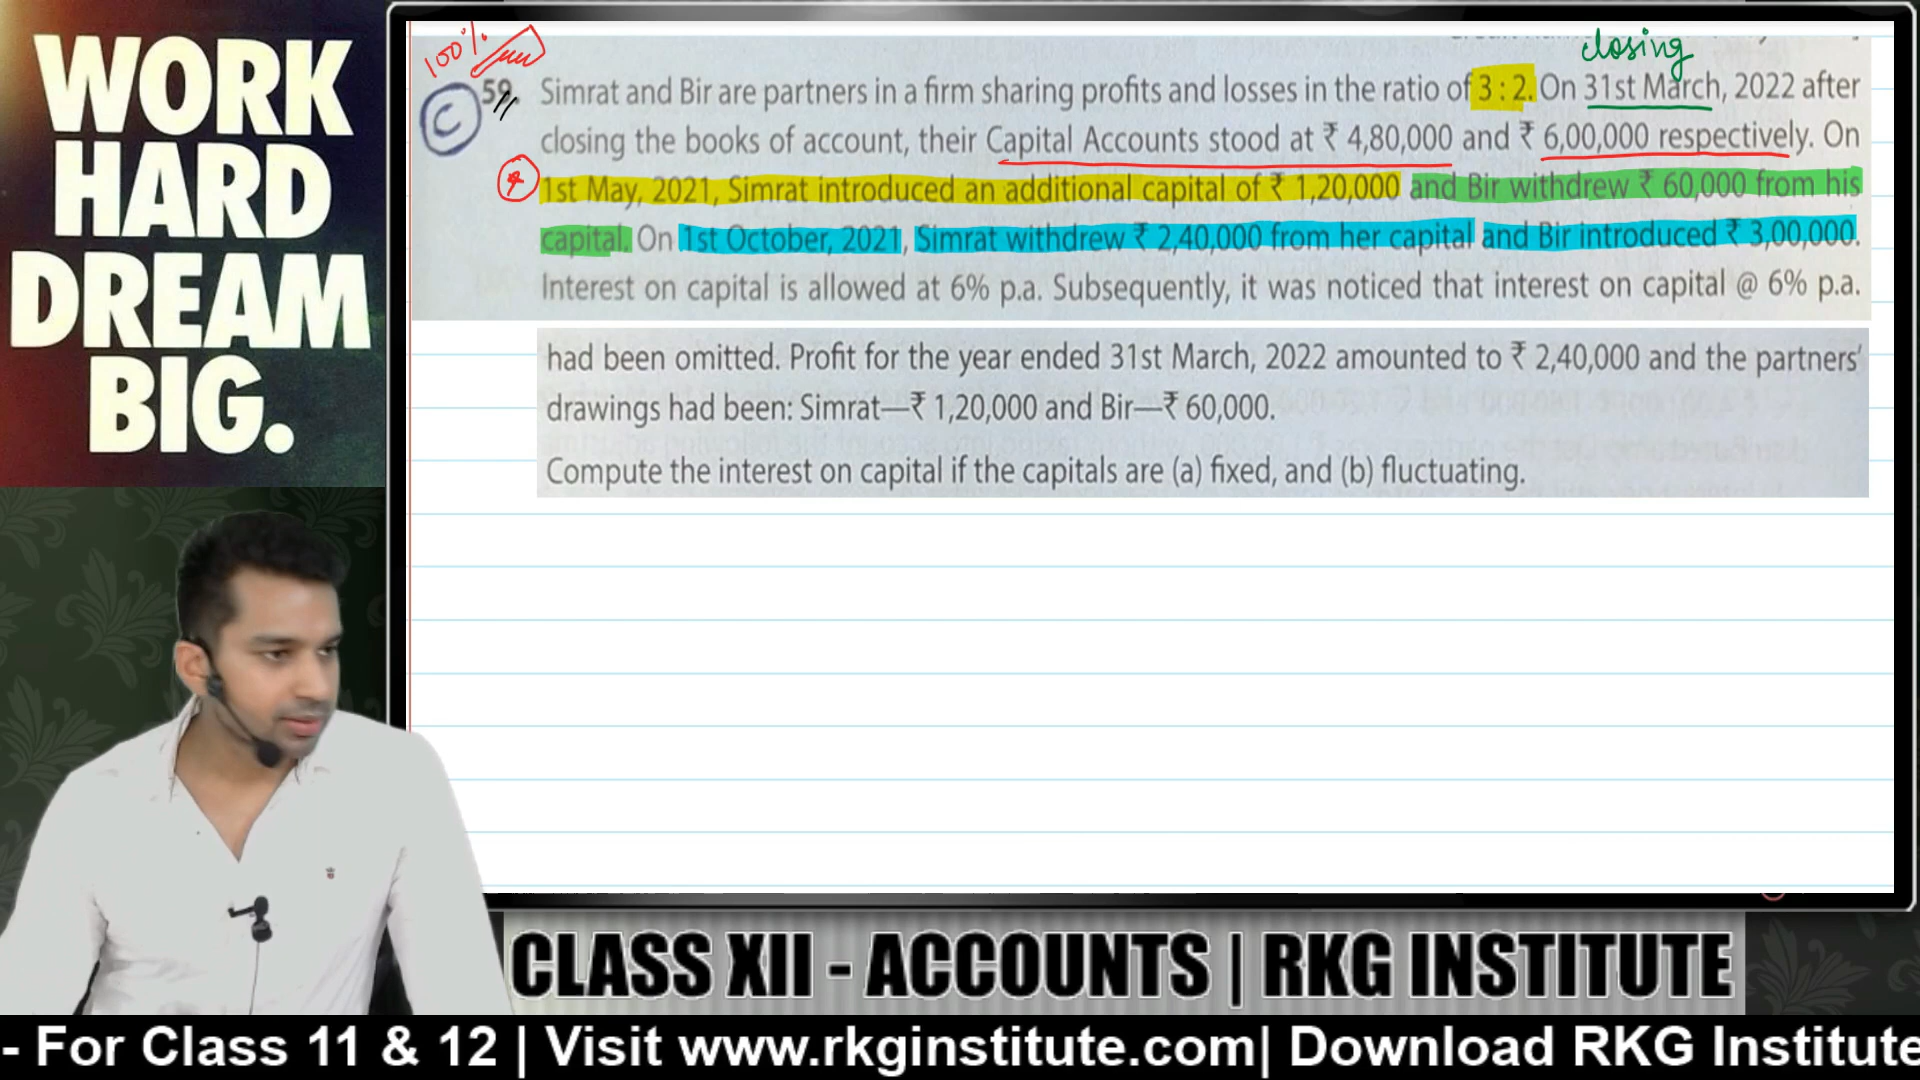 WORK
HARD
DREAM
BIG.
100%
closing
C
59. Simrat and Bir are partners in a firm sharing profits and losses in the ratio of 3 : 2. On 31st March, 2022 after
closing the books of account, their Capital Accounts stood at ₹ 4,80,000 and ₹ 6,00,000 respectively. On
1st May, 2021, Simrat introduced an additional capital of ₹ 1,20,000 and Bir withdrew ₹ 60,000 from his
capital. On 1st October, 2021, Simrat withdrew ₹ 2,40,000 from her capital and Bir introduced ₹ 3,00,000.
Interest on capital is allowed at 6% p.a. Subsequently, it was noticed that interest on capital @ 6% p.a.
had been omitted. Profit for the year ended 31st March, 2022 amounted to ₹ 2,40,000 and the partners'
drawings had been: Simrat—₹ 1,20,000 and Bir—₹ 60,000.
Compute the interest on capital if the capitals are (a) fixed, and (b) fluctuating.
CLASS XII - ACCOUNTS | RKG INSTITUTE
- For Class 11 & 12 | Visit www.rkginstitute.com| Download RKG Institute